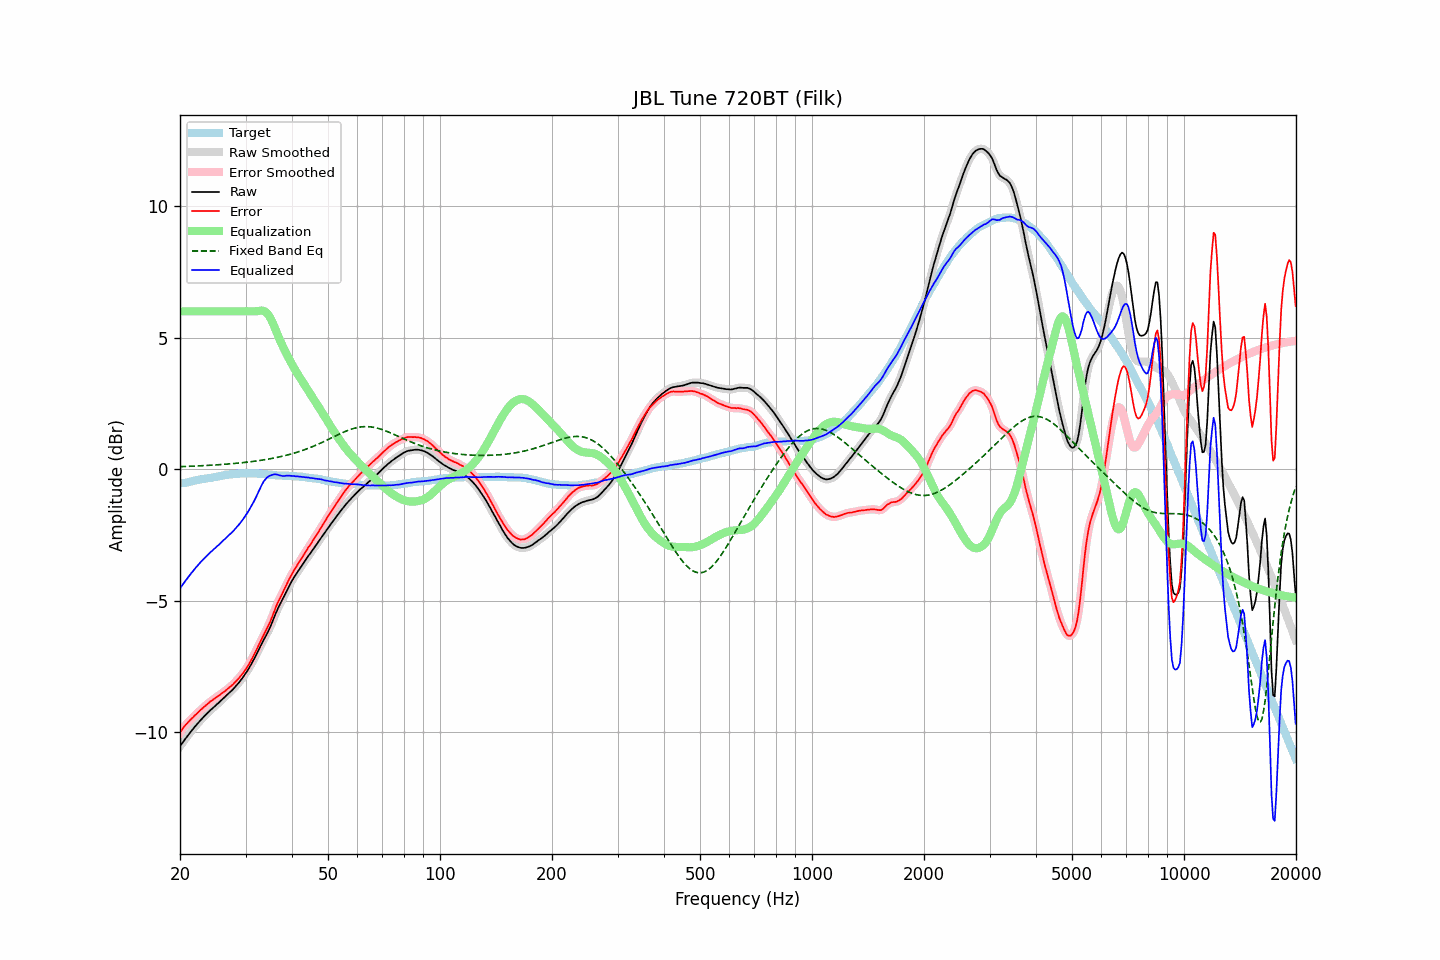 JBL Tune 720BT (Filk)
Target
Raw Smoothed
Error Smoothed
Raw
Error
Equalization
Fixed Band Eq
Equalized
Amplitude (dBr)
10
5
0
−5
−10
20 50 100 200 500 1000 2000 5000 10000 20000
Frequency (Hz)